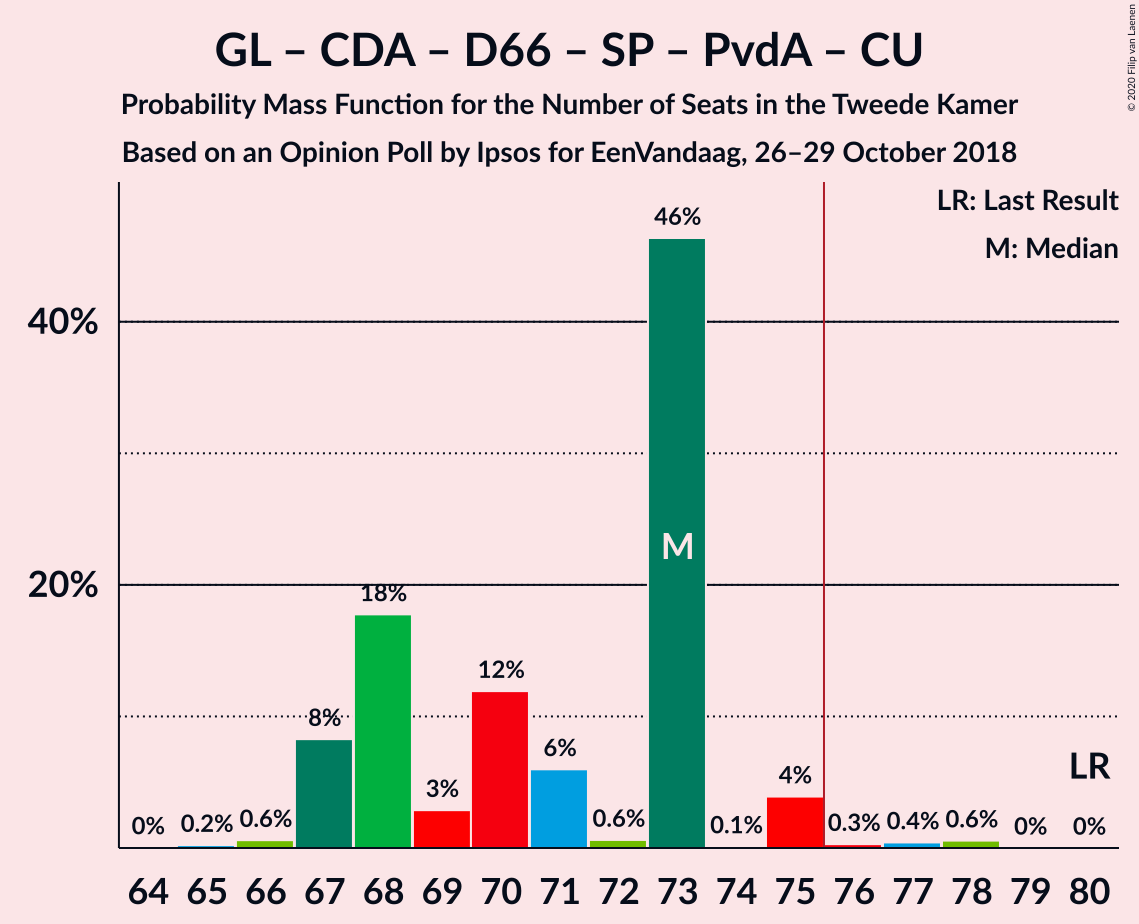 GL – CDA – D66 – SP – PvdA – CU
Probability Mass Function for the Number of Seats in the Tweede Kamer
Based on an Opinion Poll by Ipsos for EenVandaag, 26–29 October 2018
© 2020 Filip van Laenen
LR: Last Result
M: Median
40%
20%
0%
0.2%
0.6%
8%
18%
3%
12%
6%
0.6%
46%
M
0.1%
4%
0.3%
0.4%
0.6%
0%
0%
LR
64 65 66 67 68 69 70 71 72 73 74 75 76 77 78 79 80